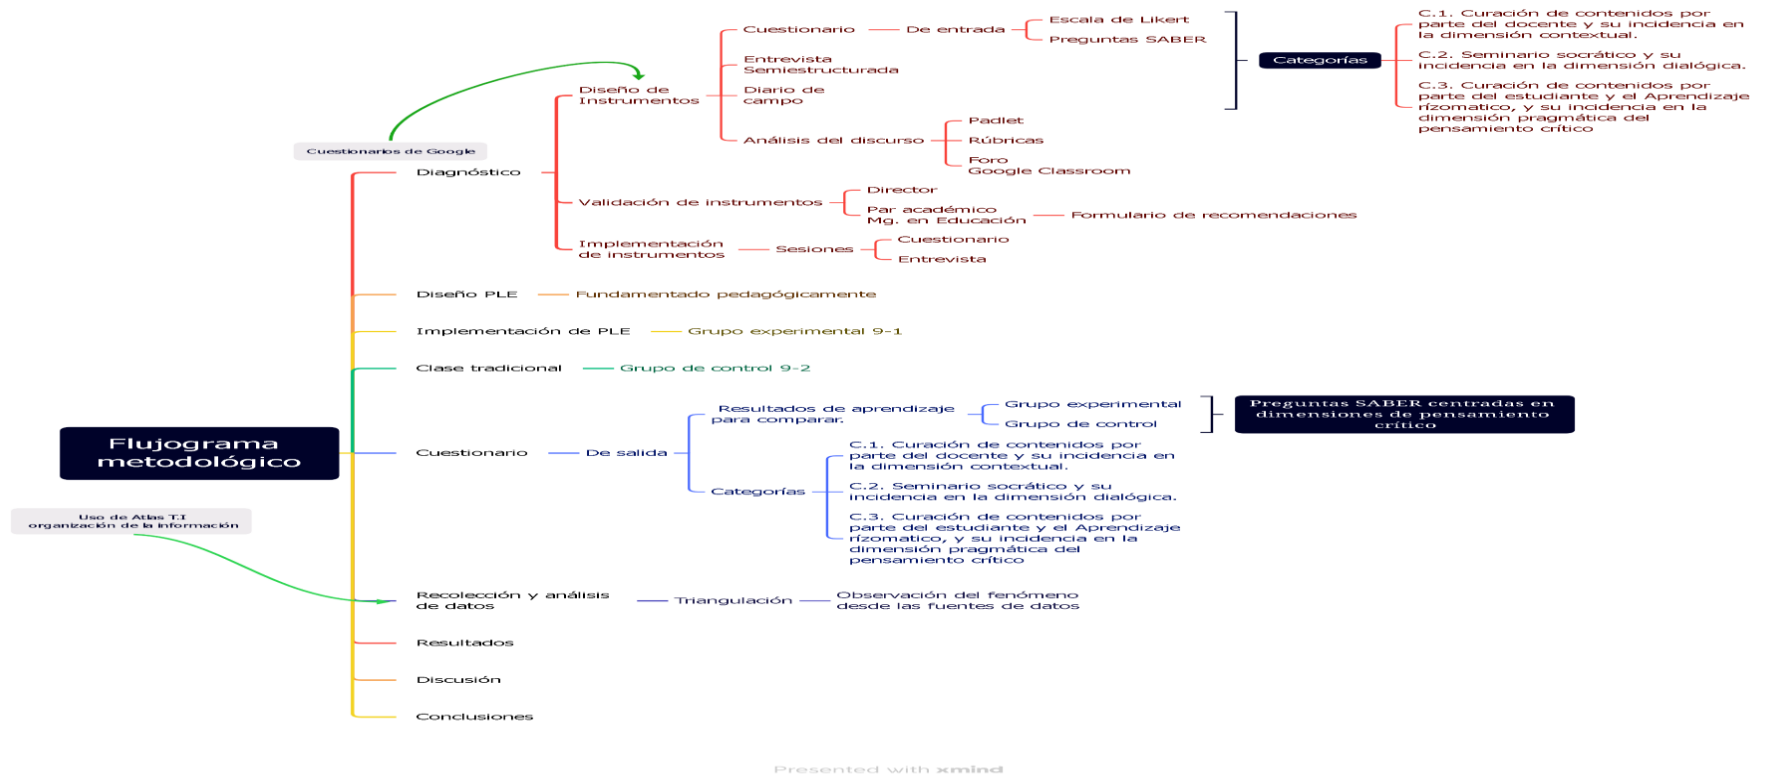 Flujograma
metodológico
Uso de Atlas T.I
organización de la información
Cuestionarios de Google
Diagnóstico
Diseño de
Instrumentos
Cuestionario
De entrada
Escala de Likert
Preguntas SABER
Entrevista
Semiestructurada
Diario de
campo
Análisis del discurso
Padlet
Rúbricas
Foro
Google Classroom
Categorías
C.1. Curación de contenidos por
parte del docente y su incidencia en
la dimensión contextual.
C.2. Seminario socrático y su
incidencia en la dimensión dialógica.
C.3. Curación de contenidos por
parte del estudiante y el Aprendizaje
rízomatico, y su incidencia en la
dimensión pragmática del
pensamiento crítico
Validación de instrumentos
Director
Par académico
Mg. en Educación
Formulario de recomendaciones
Implementación
de instrumentos
Sesiones
Cuestionario
Entrevista
Diseño PLE
Fundamentado pedagógicamente
Implementación de PLE
Grupo experimental 9-1
Clase tradicional
Grupo de control 9-2
Cuestionario
De salida
Resultados de aprendizaje
para comparar.
Grupo experimental
Grupo de control
Preguntas SABER centradas en
dimensiones de pensamiento
crítico
Categorías
C.1. Curación de contenidos por
parte del docente y su incidencia en
la dimensión contextual.
C.2. Seminario socrático y su
incidencia en la dimensión dialógica.
C.3. Curación de contenidos por
parte del estudiante y el Aprendizaje
rízomatico, y su incidencia en la
dimensión pragmática del
pensamiento crítico
Recolección y análisis
de datos
Triangulación
Observación del fenómeno
desde las fuentes de datos
Resultados
Discusión
Conclusiones
Presented with xmind